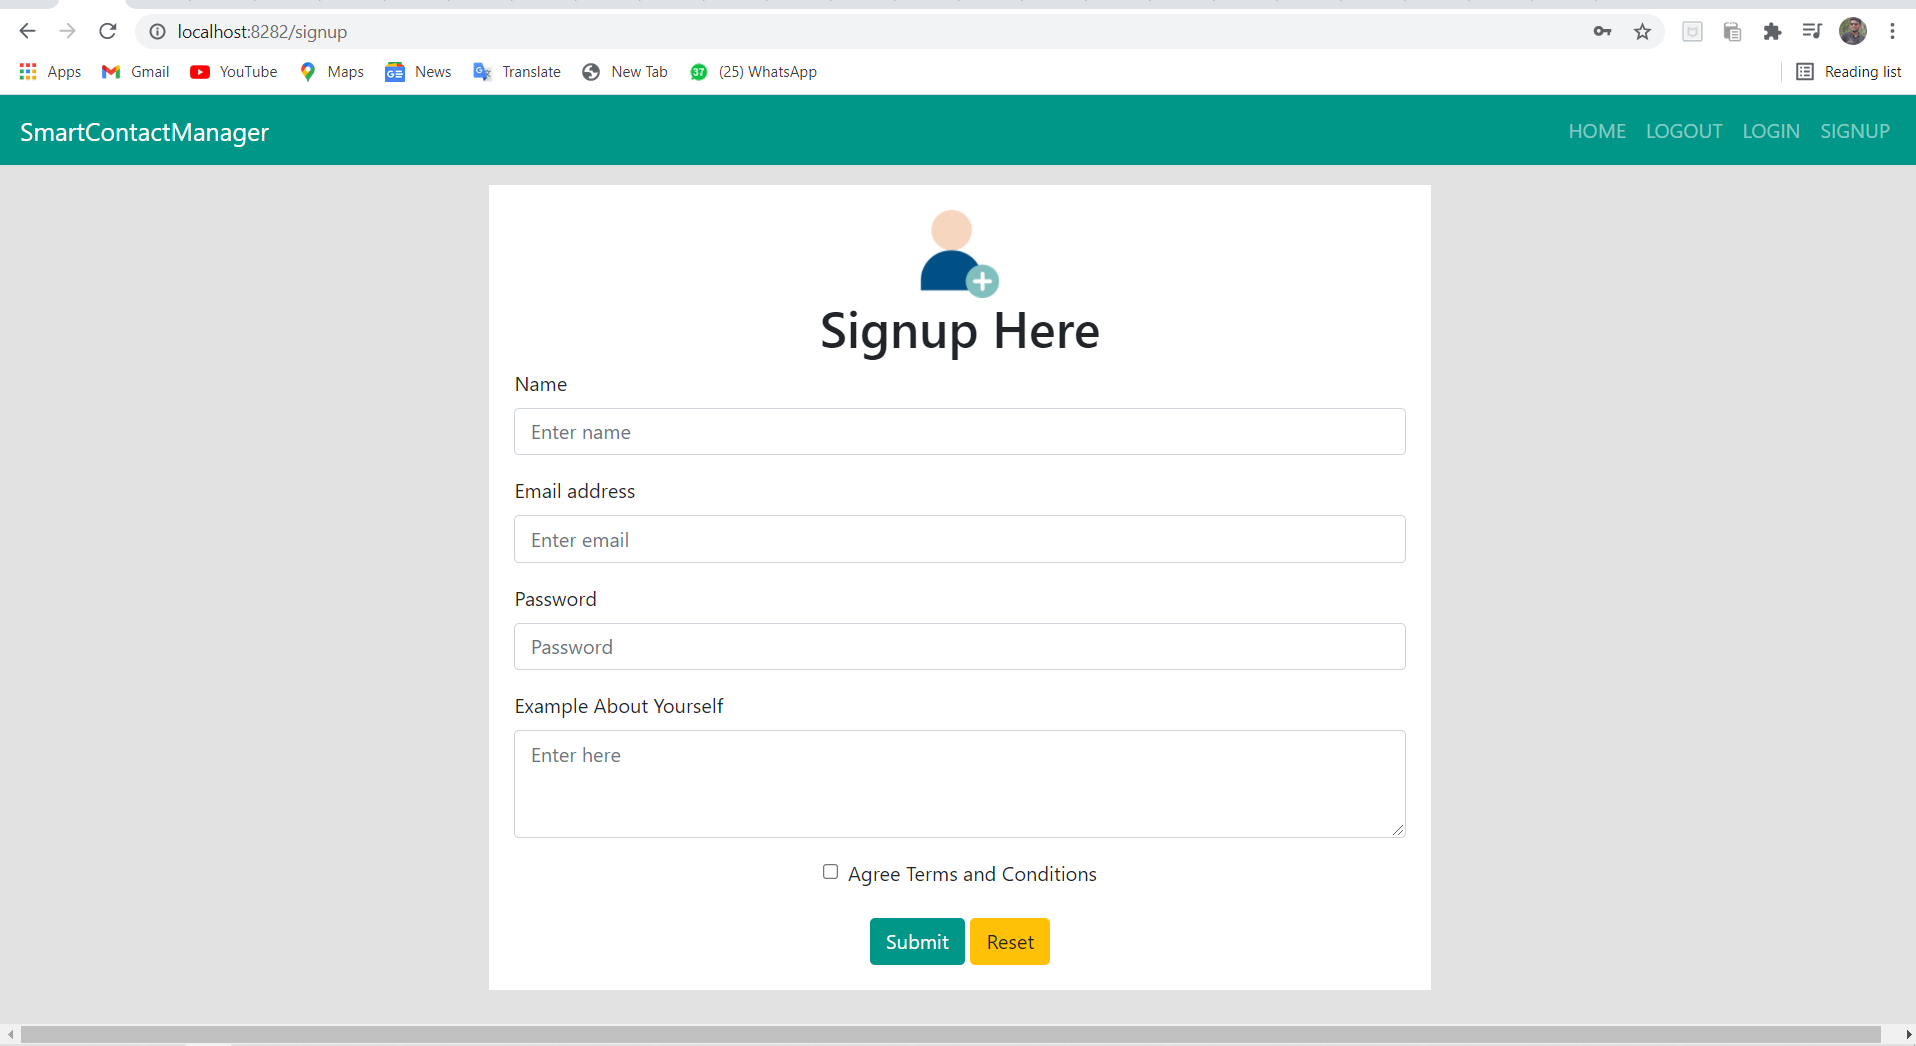 localhost:8282/signup
Apps Gmail YouTube Maps News Translate New Tab 37 (25) WhatsApp Reading list
SmartContactManager HOME LOGOUT LOGIN SIGNUP
Signup Here
Name
Enter name
Email address
Enter email
Password
Password
Example About Yourself
Enter here
Agree Terms and Conditions
Submit Reset